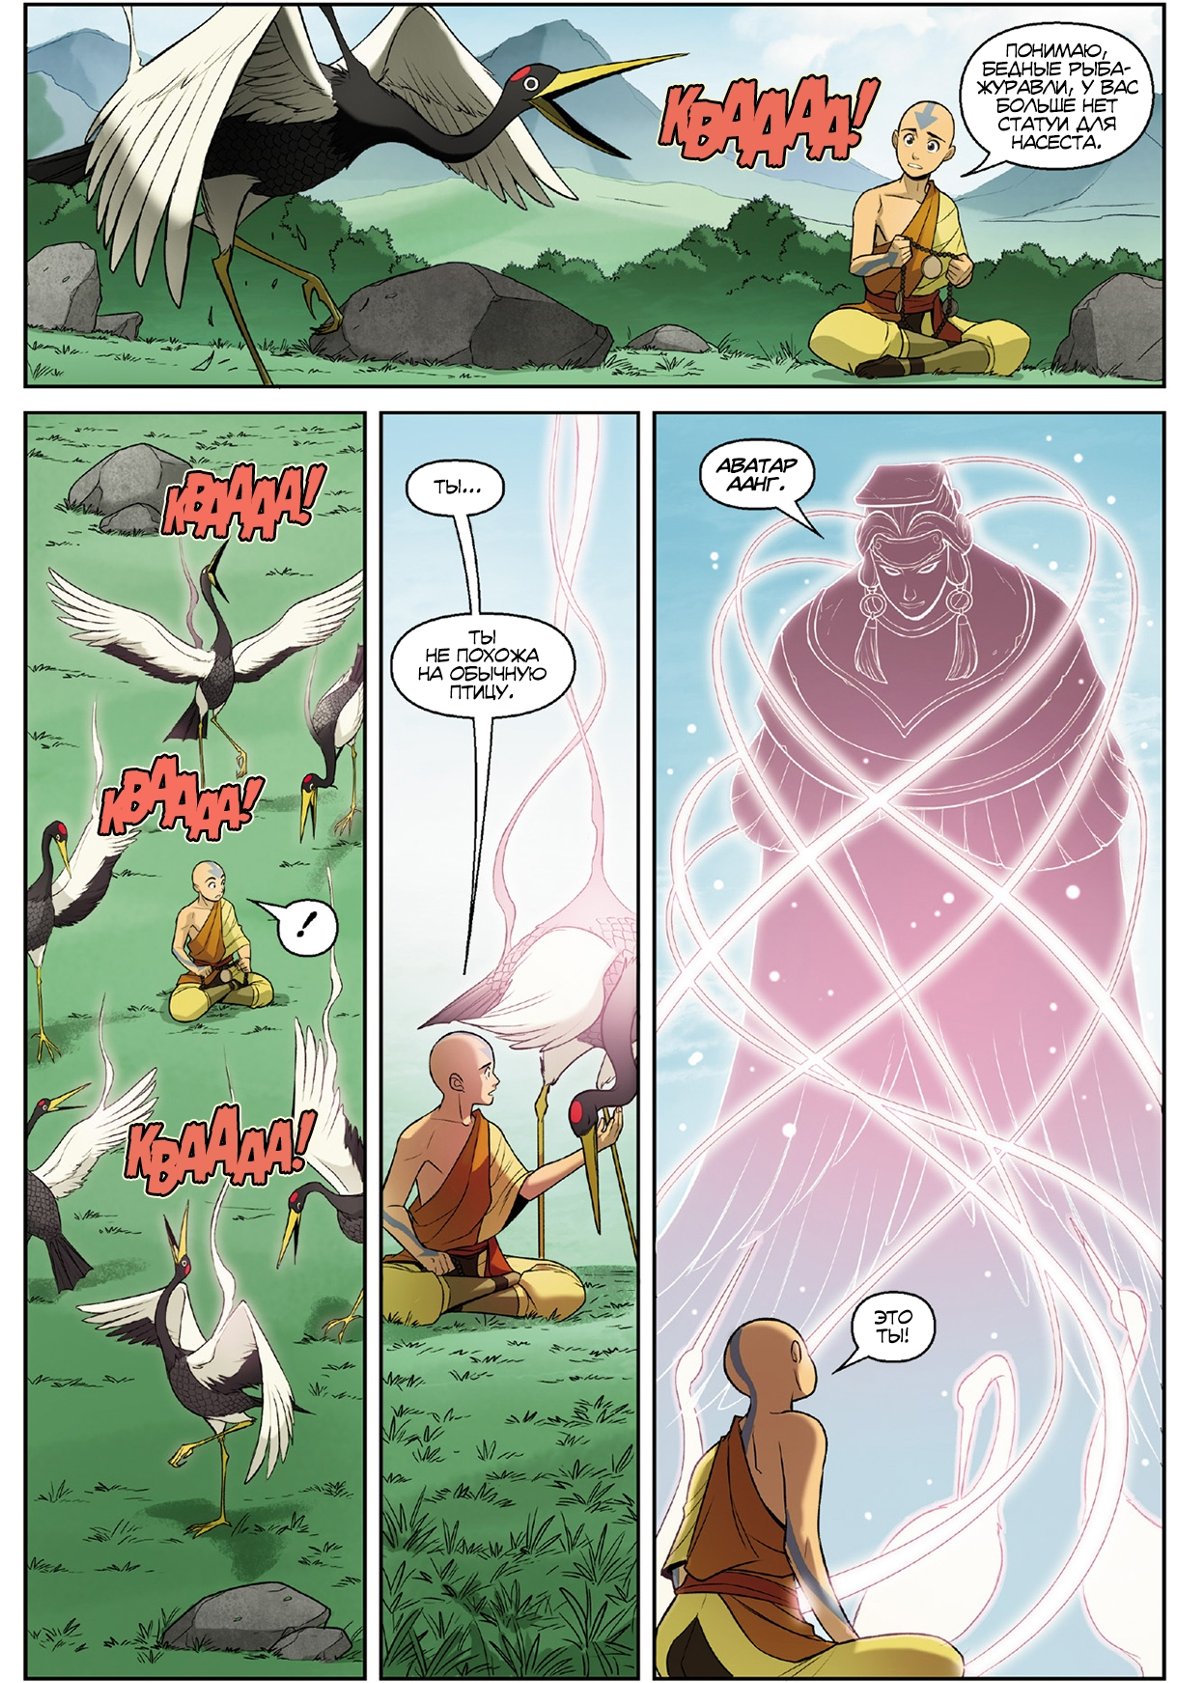 КВАААА!
ПОНИМАЮ,
БЕДНЫЕ РЫБА-
ЖУРАВЛИ, У ВАС
БОЛЬШЕ НЕТ
СТАТУИ ДЛЯ
НАСЕСТА.
КВАААА!
КВАААА!
!
КВАААА!
ТЫ...
ТЫ
НЕ ПОХОЖА
НА ОБЫЧНУЮ
ПТИЦУ.
АВАТАР
ААНГ.
ЭТО
ТЫ!